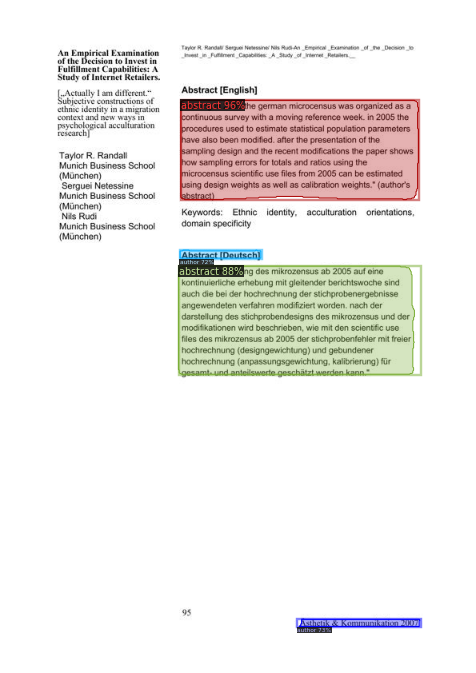 An Empirical Examination
of the Decision to Invest in
Fulfillment Capabilities: A
Study of Internet Retailers.
[„Actually I am different.“
Subjective constructions of
ethnic identity in a migration
context and new ways in
psychological acculturation
research]
Taylor R. Randall
Munich Business School
(München)
Serguei Netessine
Munich Business School
(München)
Nils Rudi
Munich Business School
(München)
Taylor R. Randall/ Serguei Netessine/ Nils Rudi-An _Empirical _Examination _of _the _Decision _to
_Invest _in _Fulfillment _Capabilities: _A _Study _of _Internet _Retailers.__
Abstract [English]
abstract 96% the german microcensus was organized as a
continuous survey with a moving reference week. in 2005 the
procedures used to estimate statistical population parameters
have also been modified. after the presentation of the
sampling design and the recent modifications the paper shows
how sampling errors for totals and ratios using the
microcensus scientific use files from 2005 can be estimated
using design weights as well as calibration weights." (author's
abstract)
Keywords: Ethnic identity, acculturation orientations,
domain specificity
Abstract [Deutsch]
author 72%
abstract 88% ng des mikrozensus ab 2005 auf eine
kontinuierliche erhebung mit gleitender berichtswoche sind
auch die bei der hochrechnung der stichprobenergebnisse
angewendeten verfahren modifiziert worden. nach der
darstellung des stichprobendesigns des mikrozensus und der
modifikationen wird beschrieben, wie mit den scientific use
files des mikrozensus ab 2005 der stichprobenfehler mit freier
hochrechnung (designgewichtung) und gebundener
hochrechnung (anpassungsgewichtung, kalibrierung) für
gesamt- und anteilswerte geschätzt werden kann."
95
Ästhetik & Kommunikation 2007
author 73%